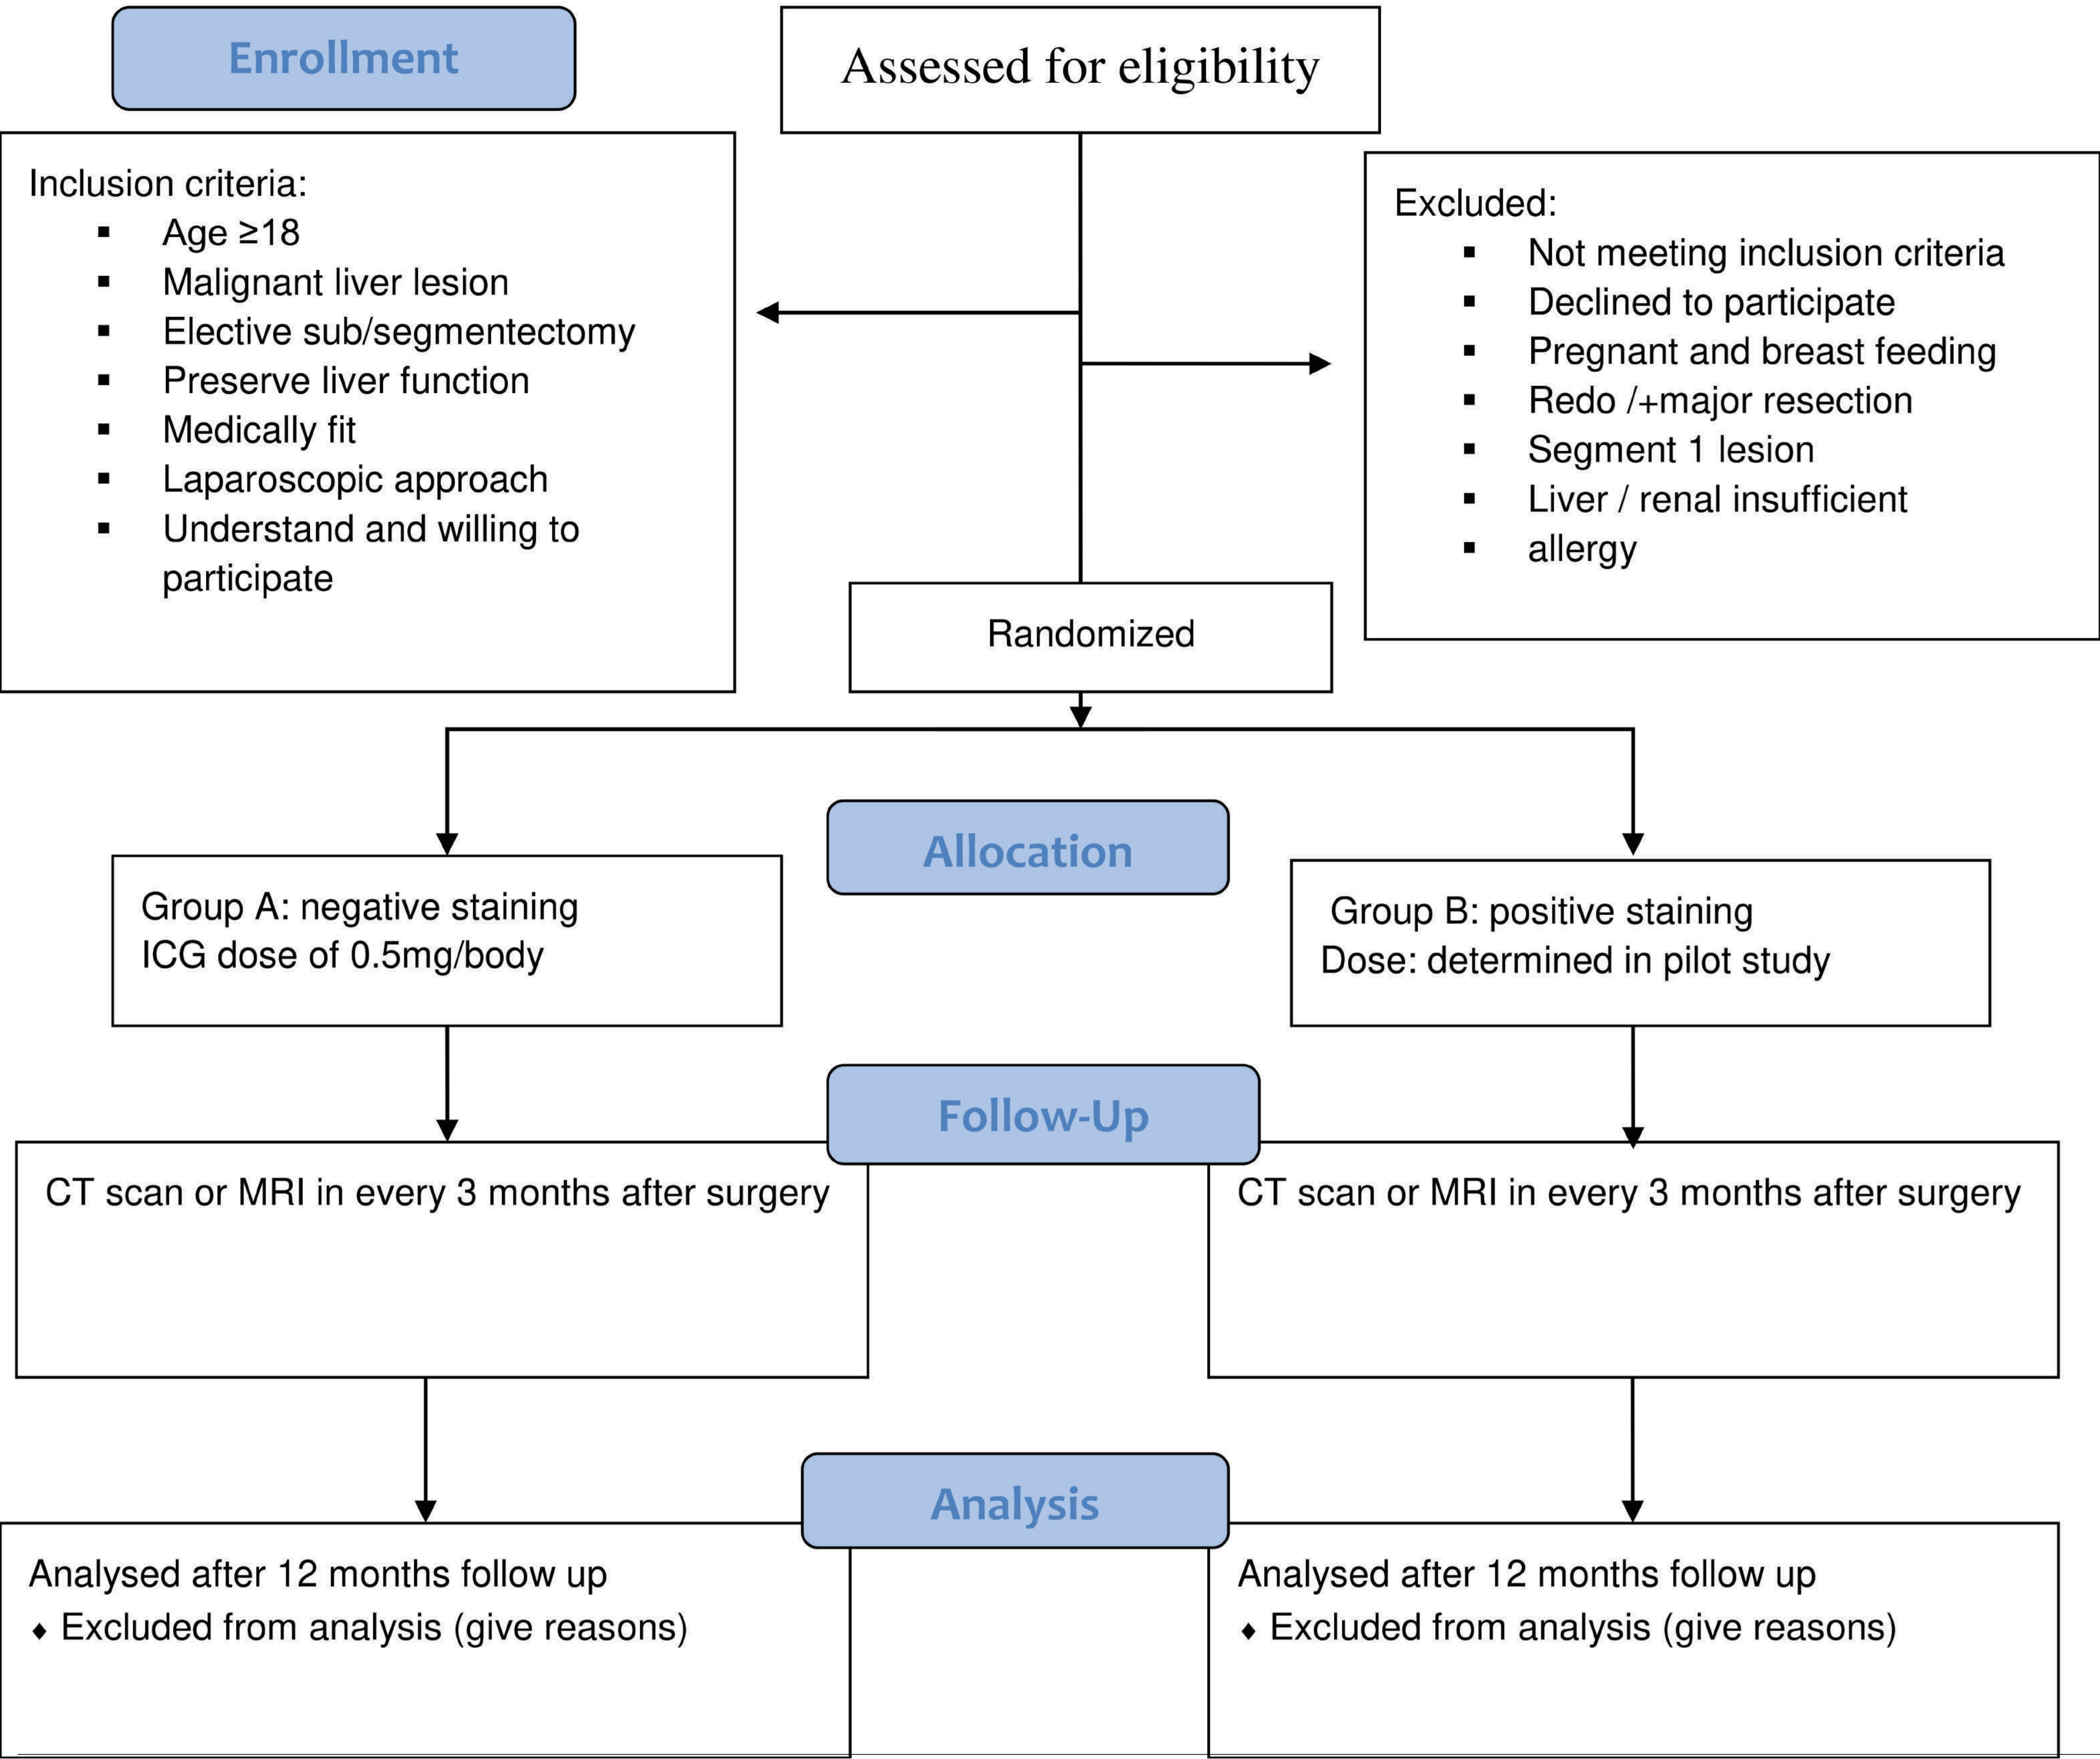 Enrollment
Assessed for eligibility
Inclusion criteria:
▪ Age ≥18
▪ Malignant liver lesion
▪ Elective sub/segmentectomy
▪ Preserve liver function
▪ Medically fit
▪ Laparoscopic approach
▪ Understand and willing to
participate
Excluded:
▪ Not meeting inclusion criteria
▪ Declined to participate
▪ Pregnant and breast feeding
▪ Redo /+major resection
▪ Segment 1 lesion
▪ Liver / renal insufficient
▪ allergy
Randomized
Allocation
Group A: negative staining
ICG dose of 0.5mg/body
Group B: positive staining
Dose: determined in pilot study
Follow-Up
CT scan or MRI in every 3 months after surgery
CT scan or MRI in every 3 months after surgery
Analysis
Analysed after 12 months follow up
♦ Excluded from analysis (give reasons)
Analysed after 12 months follow up
♦ Excluded from analysis (give reasons)